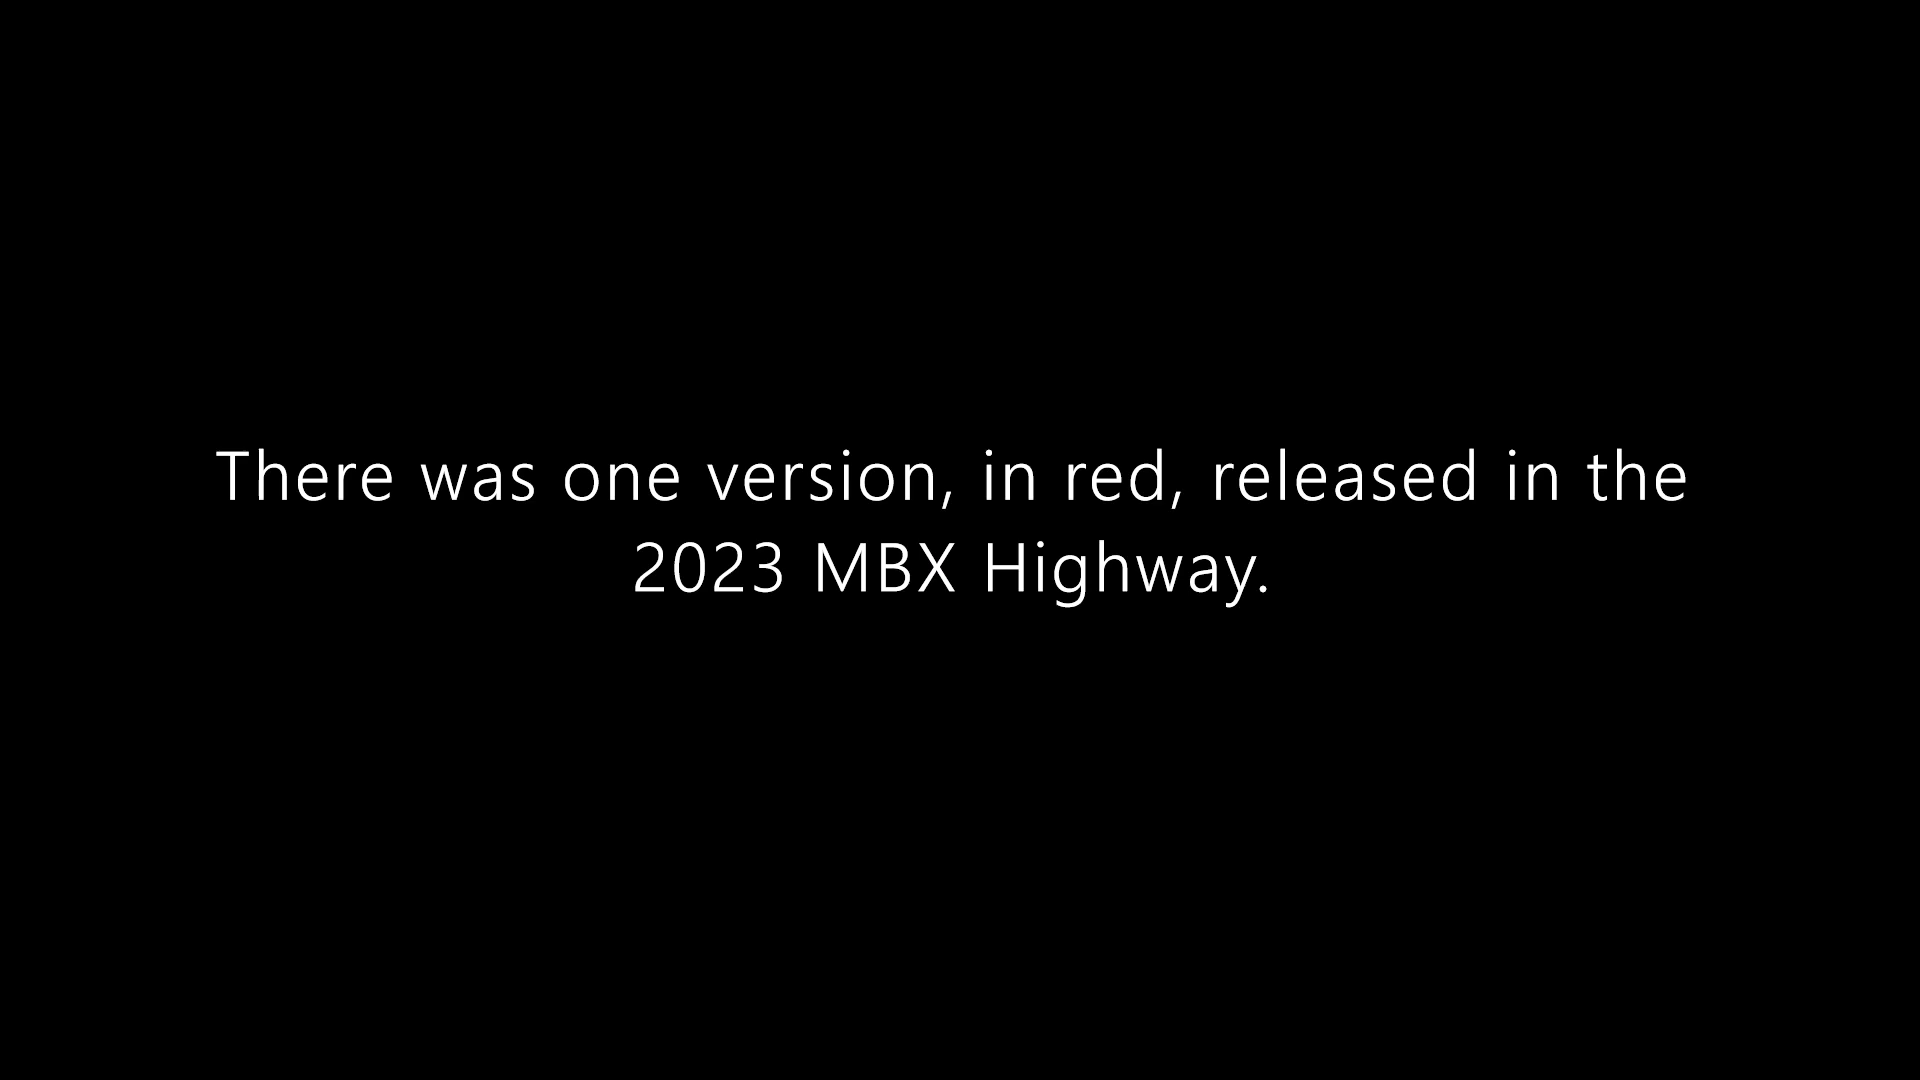 There was one version, in red, released in the
2023 MBX Highway.